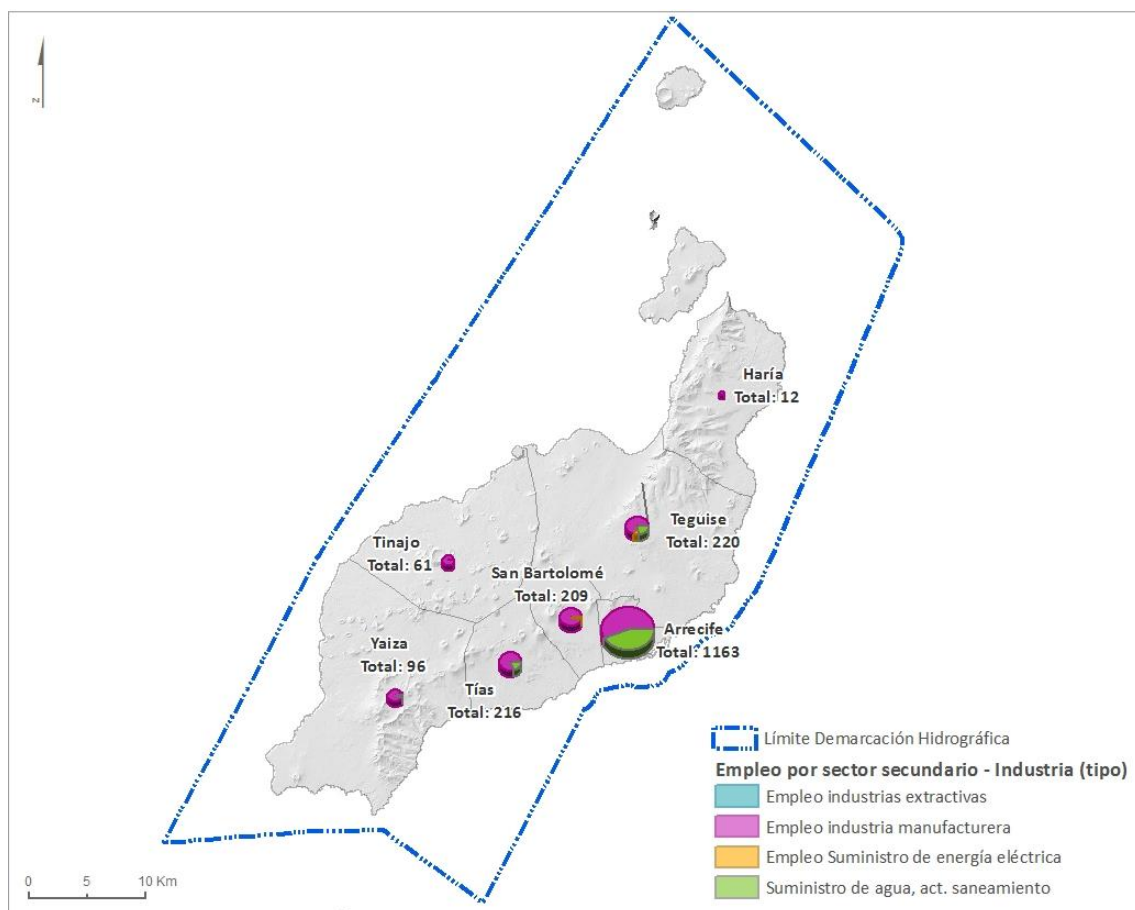 N
Haría
Total: 12
Teguise
Total: 220
Tinajo
Total: 61
San Bartolomé
Total: 209
Arrecife
Total: 1163
Yaiza
Total: 96
Tías
Total: 216
Límite Demarcación Hidrográfica
Empleo por sector secundario - Industria (tipo)
Empleo industrias extractivas
Empleo industria manufacturera
Empleo Suministro de energía eléctrica
Suministro de agua, act. saneamiento
0 5 10 Km